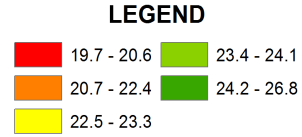 LEGEND
19.7 - 20.6
20.7 - 22.4
22.5 - 23.3
23.4 - 24.1
24.2 - 26.8